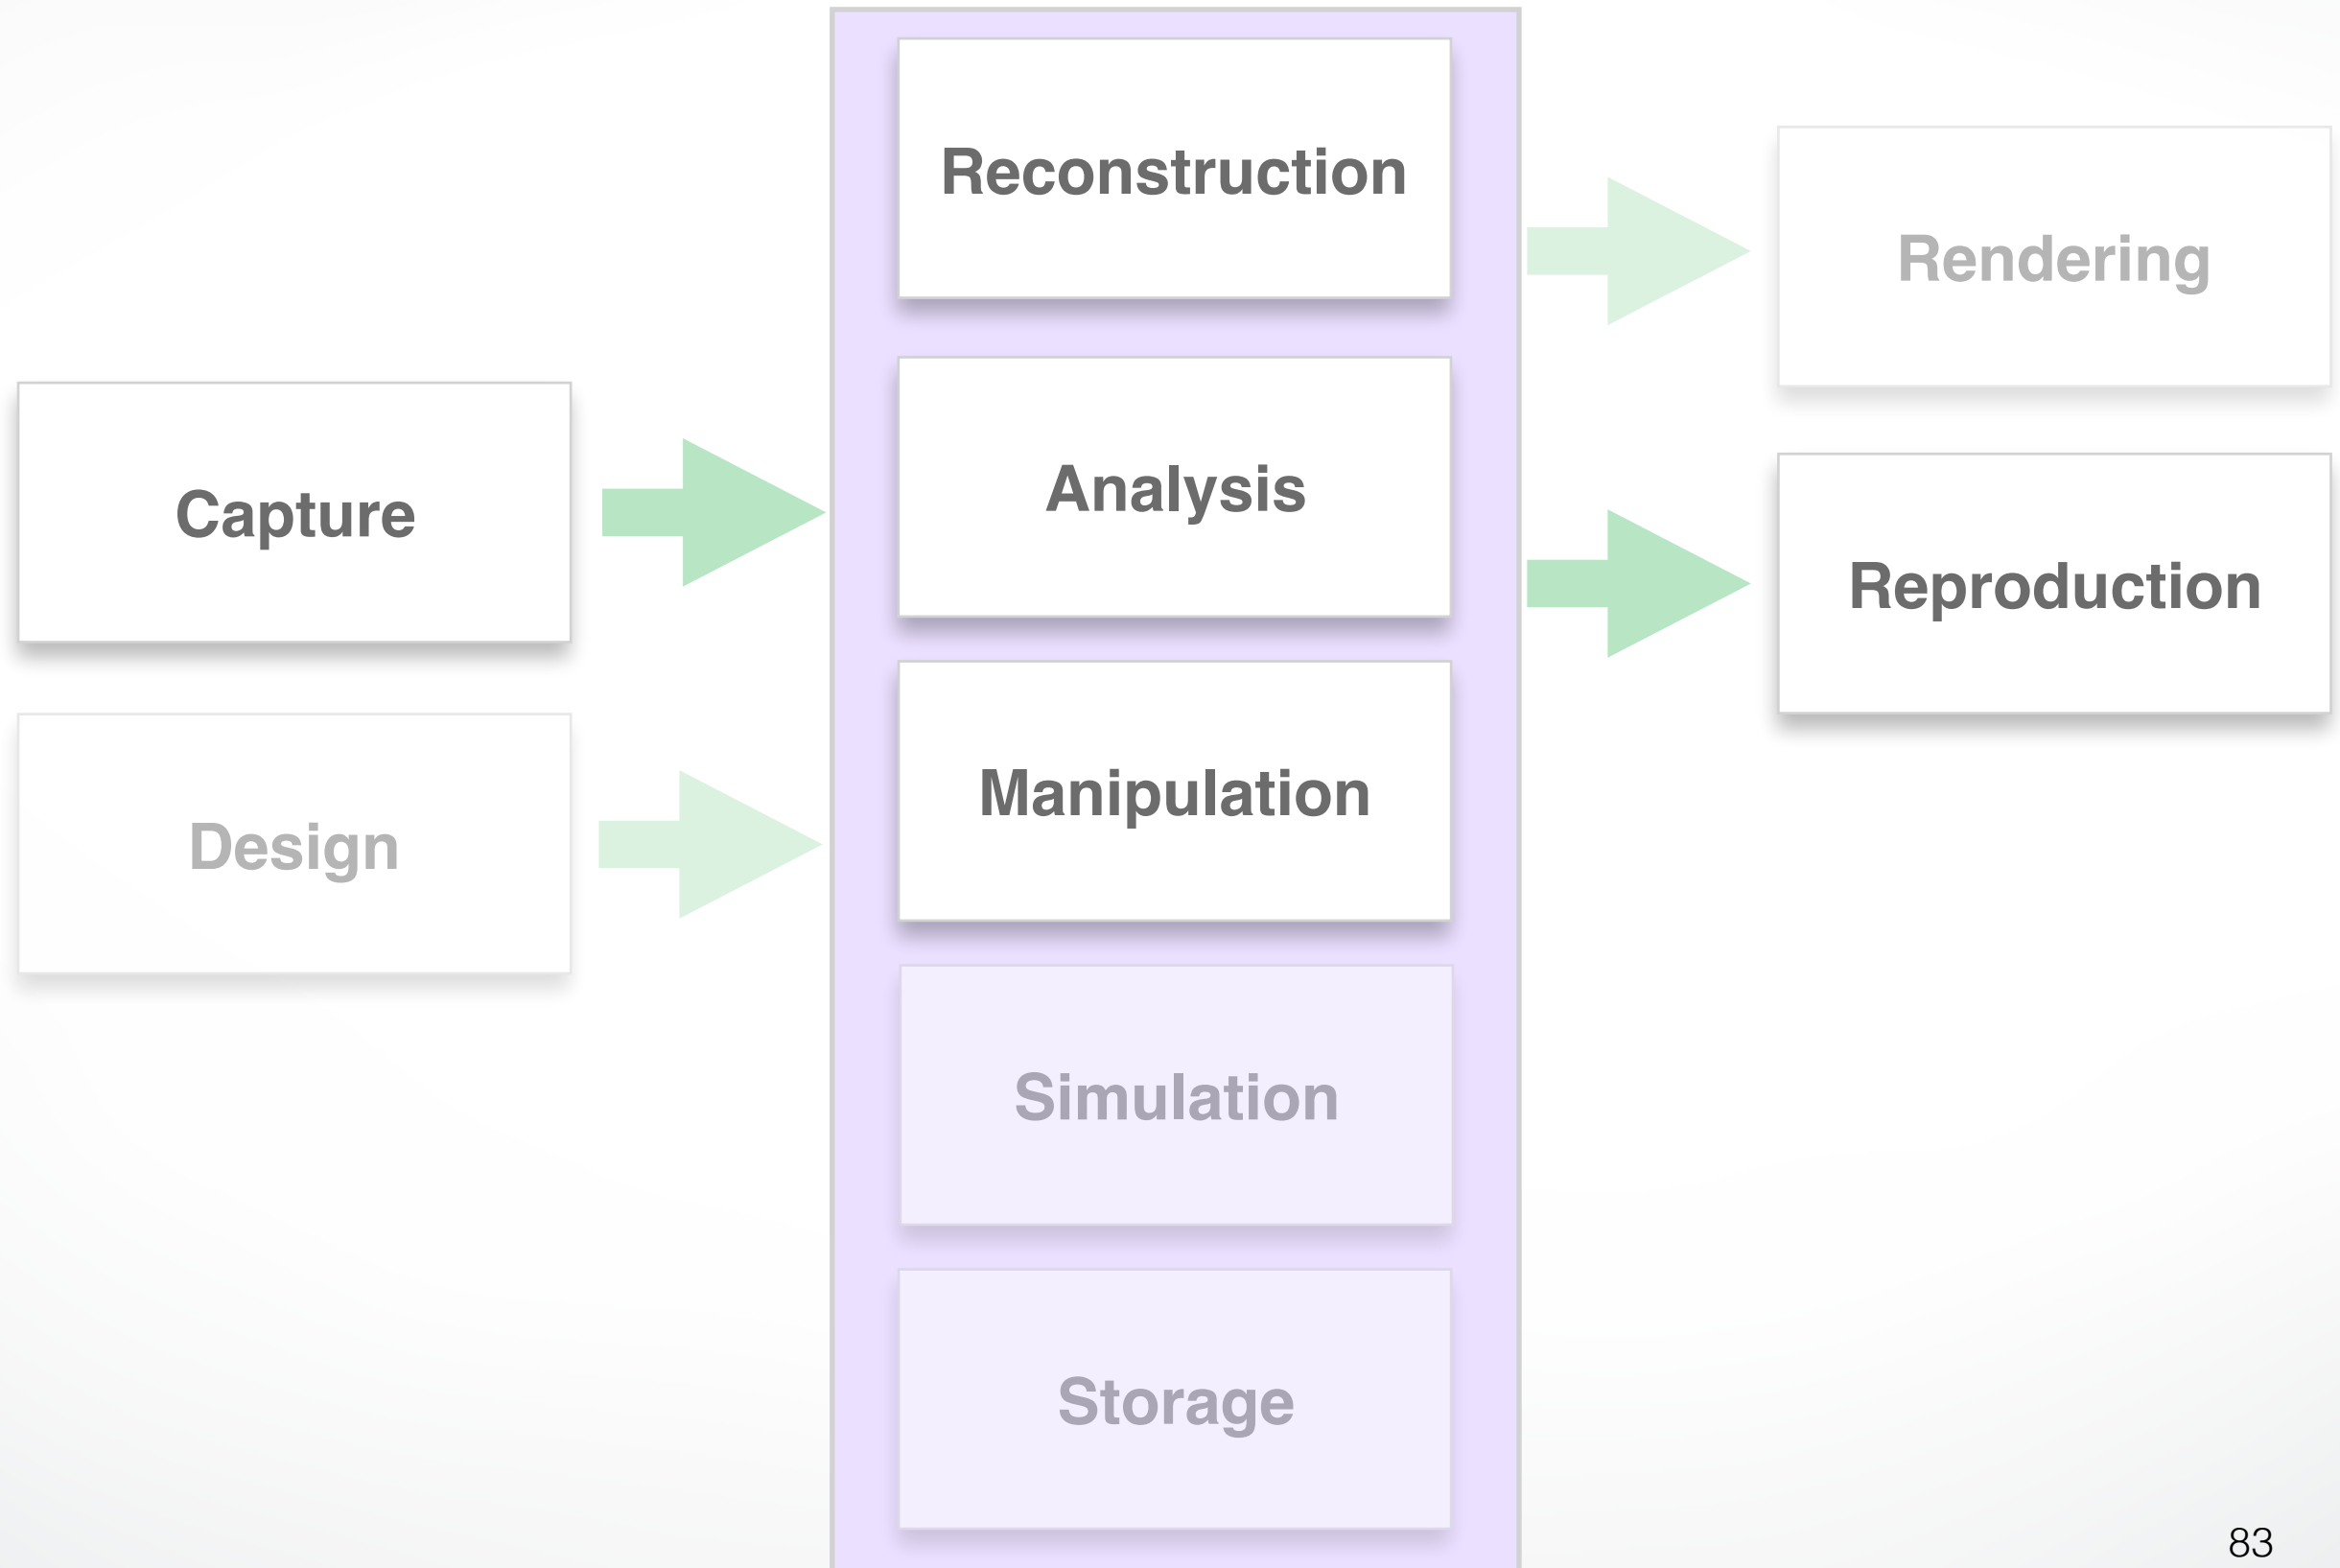 Capture
Design
Reconstruction
Analysis
Manipulation
Simulation
Storage
Rendering
Reproduction
83